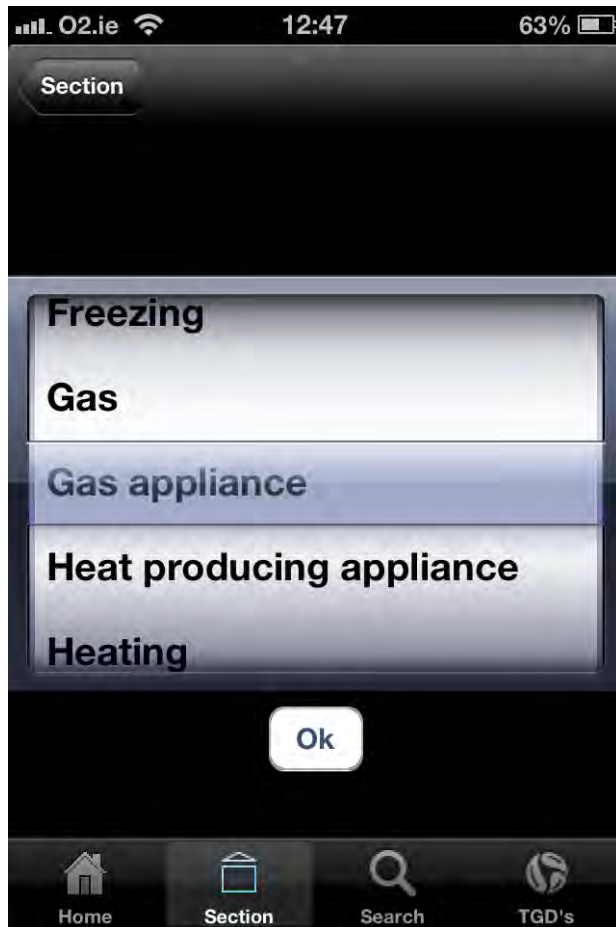 O2.ie 12:47 63%
Section
Freezing
Gas
Gas appliance
Heat producing appliance
Heating
Ok
Home Section Search TGD's